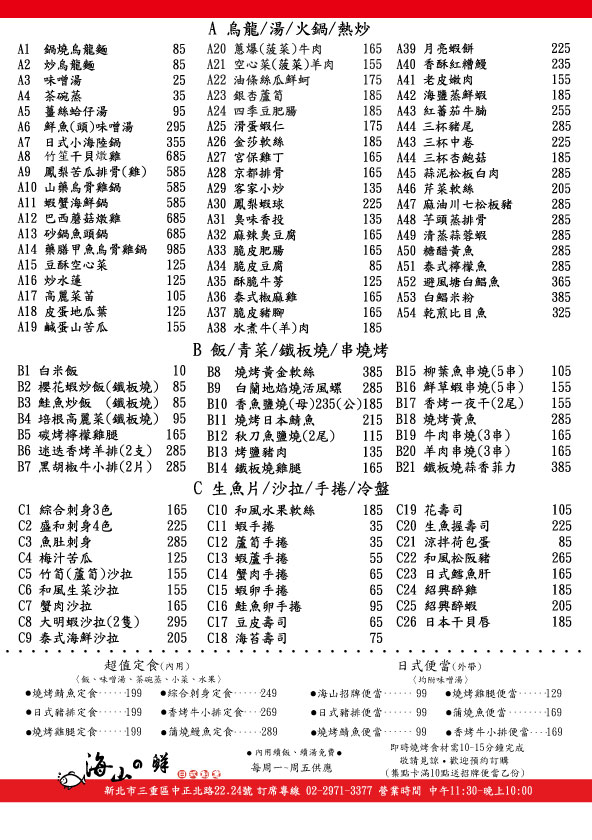 A 烏龍/湯/火鍋/熱炒
A1 鍋燒烏龍麵 85
A2 炒烏龍麵 85
A3 味噌湯 25
A4 茶碗蒸 35
A5 薑絲蛤仔湯 95
A6 鮮魚(頭)味噌湯 295
A7 日式小海陸鍋 355
A8 竹笙干貝燉雞 685
A9 鳳梨苦瓜排骨(雞) 585
A10 山藥烏骨雞鍋 585
A11 蝦蟹海鮮鍋 585
A12 巴西蘑菇燉雞 685
A13 砂鍋魚頭鍋 585
A14 藥膳甲魚烏骨雞鍋 985
A15 豆酥空心菜 125
A16 炒水蓮 125
A17 高麗菜苗 105
A18 皮蛋地瓜葉 125
A19 鹹蛋山苦瓜 155
A20 蔥爆(菠菜)牛肉 165
A21 空心菜(菠菜)羊肉 155
A22 油條絲瓜鮮蚵 175
A23 銀杏蘆筍 185
A24 四季豆肥腸 185
A25 滑蛋蝦仁 175
A26 金莎軟絲 185
A27 宮保雞丁 165
A28 京都排骨 165
A29 客家小炒 135
A30 鳳梨蝦球 225
A31 臭味香投 135
A32 麻辣臭豆腐 165
A33 脆皮肥腸 165
A34 脆皮豆腐 85
A35 酥脆牛蒡 125
A36 泰式椒麻雞 165
A37 脆皮豬腳 165
A38 水煮牛(羊)肉 185
A39 月亮蝦餅 225
A40 香酥紅糟鰻 235
A41 老皮嫩肉 155
A42 海鹽蒸鮮蝦 185
A43 紅蕃茄牛腩 255
A44 三杯豬尾 285
A43 三杯中卷 225
A44 三杯杏鮑菇 185
A45 蒜泥松板白肉 285
A46 芹菜軟絲 205
A47 麻油川七松板豬 285
A48 芋頭蒸排骨 285
A49 清蒸蒜蓉蝦 285
A50 糖醋黃魚 285
A51 泰式檸檬魚 285
A52 避風塘白鯧魚 365
A53 白鯧米粉 385
A54 乾煎比目魚 325
B 飯/青菜/鐵板燒/串燒烤
B1 白米飯 10
B2 櫻花蝦炒飯(鐵板燒) 85
B3 鮭魚炒飯 (鐵板燒) 85
B4 培根高麗菜(鐵板燒) 95
B5 碳烤檸檬雞腿 165
B6 迷迭香烤羊排(2支) 285
B7 黑胡椒牛小排(2片) 285
B8 燒烤黃金軟絲 385
B9 白蘭地焰燒活風螺 285
B10 香魚鹽燒(母)235(公)185
B11 燒烤日本鯖魚 215
B12 秋刀魚鹽燒(2尾) 115
B13 烤鹽豬肉 135
B14 鐵板燒雞腿 165
B15 柳葉魚串燒(5串) 105
B16 鮮草蝦串燒(5串) 155
B17 香烤一夜干(2尾) 155
B18 燒烤黃魚 285
B19 牛肉串燒(3串) 165
B20 羊肉串燒(3串) 165
B21 鐵板燒蒜香菲力 385
C 生魚片/沙拉/手捲/冷盤
C1 綜合刺身3色 165
C2 盛和刺身4色 225
C3 魚肚刺身 285
C4 梅汁苦瓜 125
C5 竹筍(蘆筍)沙拉 155
C6 和風生菜沙拉 155
C7 蟹肉沙拉 165
C8 大明蝦沙拉(2隻) 295
C9 泰式海鮮沙拉 205
C10 和風水果軟絲 185
C11 蝦手捲 35
C12 蘆筍手捲 35
C13 蝦蘆手捲 55
C14 蟹肉手捲 65
C15 蝦卵手捲 65
C16 鮭魚卵手捲 95
C17 豆皮壽司 65
C18 海苔壽司 75
C19 花壽司 105
C20 生魚握壽司 225
C21 涼拌荷包蛋 85
C22 和風松阪豬 265
C23 日式鱈魚肝 165
C24 紹興醉雞 185
C25 紹興醉蝦 205
C26 日本干貝唇 185
超值定食(內用)
(飯、味噌湯、茶碗蒸、小菜、水果)
●燒烤鯖魚定食······199
●日式豬排定食······199
●燒烤雞腿定食······199
●綜合刺身定食·····249
●香烤牛小排定食···269
●蒲燒鰻魚定食·····289
日式便當(外帶)
(均附味噌湯)
●海山招牌便當····· 99
●日式豬排便當····· 99
●燒烤鯖魚便當····· 99
●燒烤雞腿便當·····129
●蒲燒魚便當·······169
●香烤牛小排便當···169
海山の鮮 日式創意
●內用續飯、續湯免費●
每周一~周五供應
即時燒烤食材需10-15分鐘完成
敬請見諒·歡迎預約訂購
(集點卡滿10點送招牌便當乙份)
新北市三重區中正北路22.24號 訂席專線 02-2971-3377 營業時間 中午11:30-晚上10:00